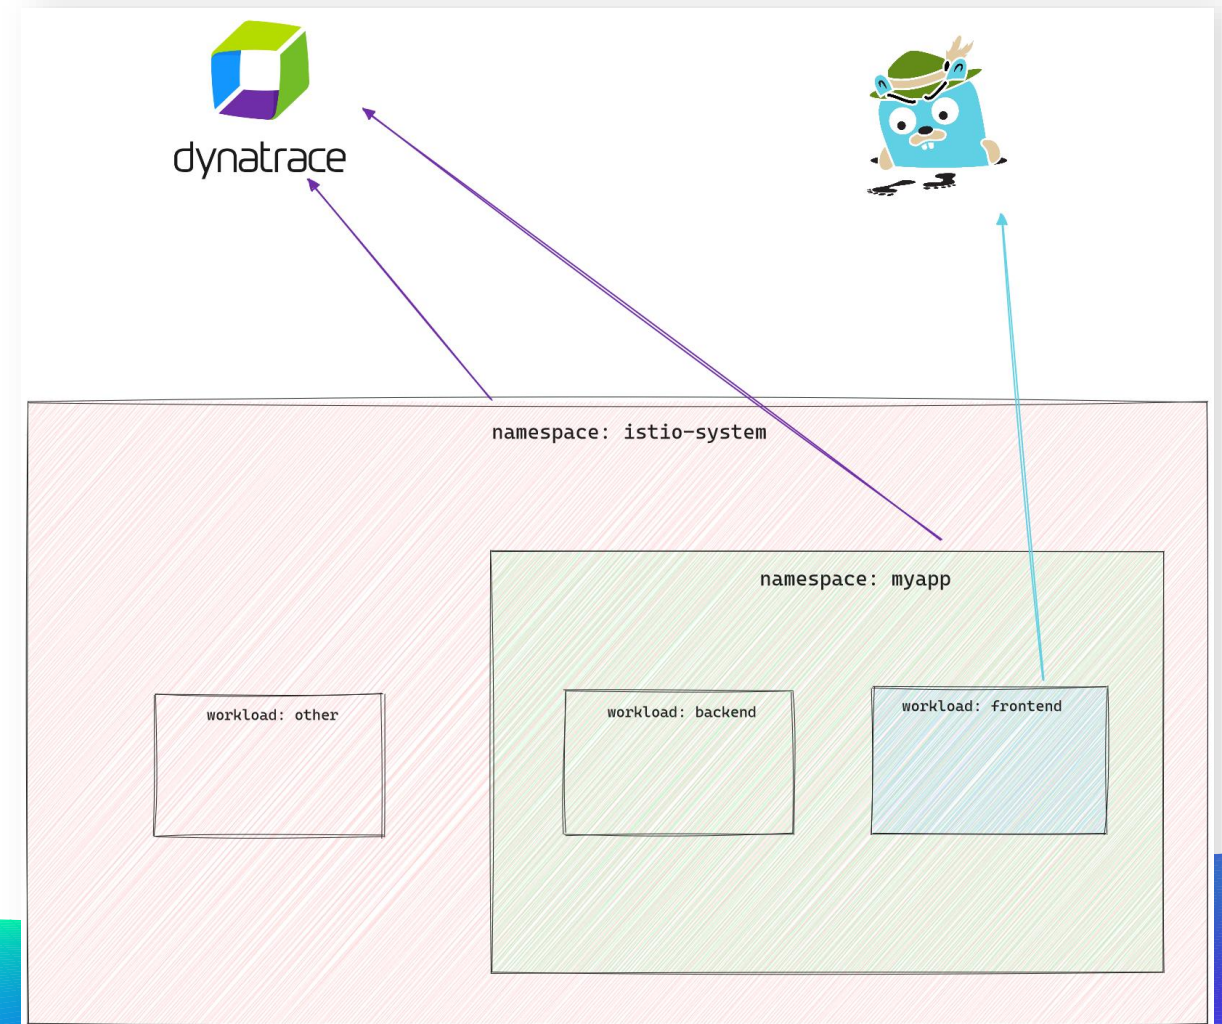 dynatrace
namespace: istio-system
namespace: myapp
workload: other
workload: backend
workload: frontend